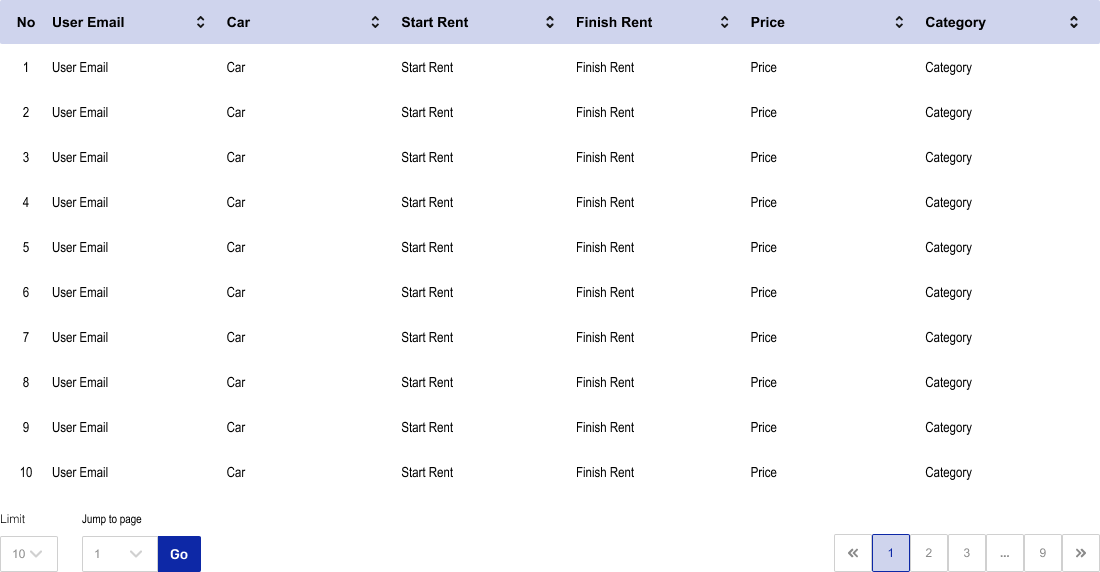 No User Email Car Start Rent Finish Rent Price Category
1 User Email Car Start Rent Finish Rent Price Category
2 User Email Car Start Rent Finish Rent Price Category
3 User Email Car Start Rent Finish Rent Price Category
4 User Email Car Start Rent Finish Rent Price Category
5 User Email Car Start Rent Finish Rent Price Category
6 User Email Car Start Rent Finish Rent Price Category
7 User Email Car Start Rent Finish Rent Price Category
8 User Email Car Start Rent Finish Rent Price Category
9 User Email Car Start Rent Finish Rent Price Category
10 User Email Car Start Rent Finish Rent Price Category
Limit Jump to page
10 1 Go « 1 2 3 ... 9 »